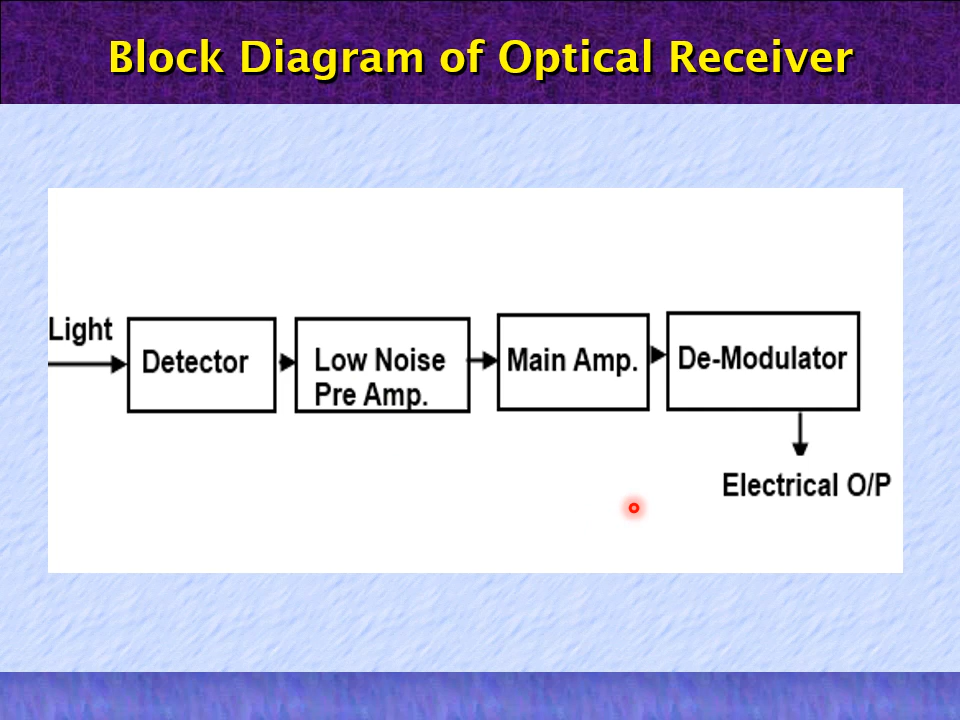 Block Diagram of Optical Receiver
Light
Detector
Low Noise
Pre Amp.
Main Amp.
De-Modulator
Electrical O/P